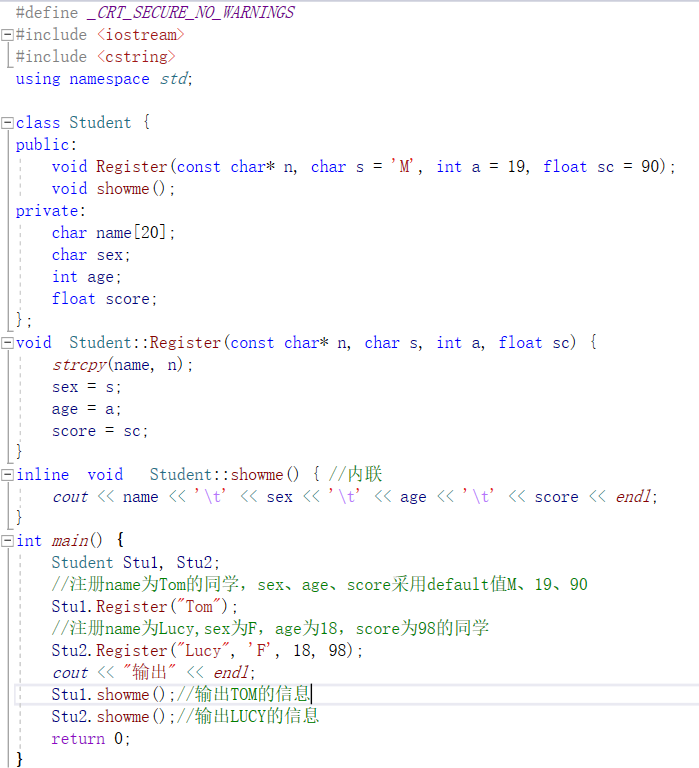 #define _CRT_SECURE_NO_WARNINGS
#include <iostream>
#include <cstring>
using namespace std;
class Student {
public:
void Register(const char* n, char s = 'M', int a = 19, float sc = 90);
void showme();
private:
char name[20];
char sex;
int age;
float score;
};
void  Student::Register(const char* n, char s, int a, float sc) {
strcpy(name, n);
sex = s;
age = a;
score = sc;
}
inline  void   Student::showme() { //内联
cout << name << '\t' << sex << '\t' << age << '\t' << score << endl;
}
int main() {
Student Stu1, Stu2;
//注册name为Tom的同学，sex、age、score采用default值M、19、90
Stu1.Register("Tom");
//注册name为Lucy,sex为F，age为18，score为98的同学
Stu2.Register("Lucy", 'F', 18, 98);
cout << "输出" << endl;
Stu1.showme();//输出TOM的信息
Stu2.showme();//输出LUCY的信息
return 0;
}